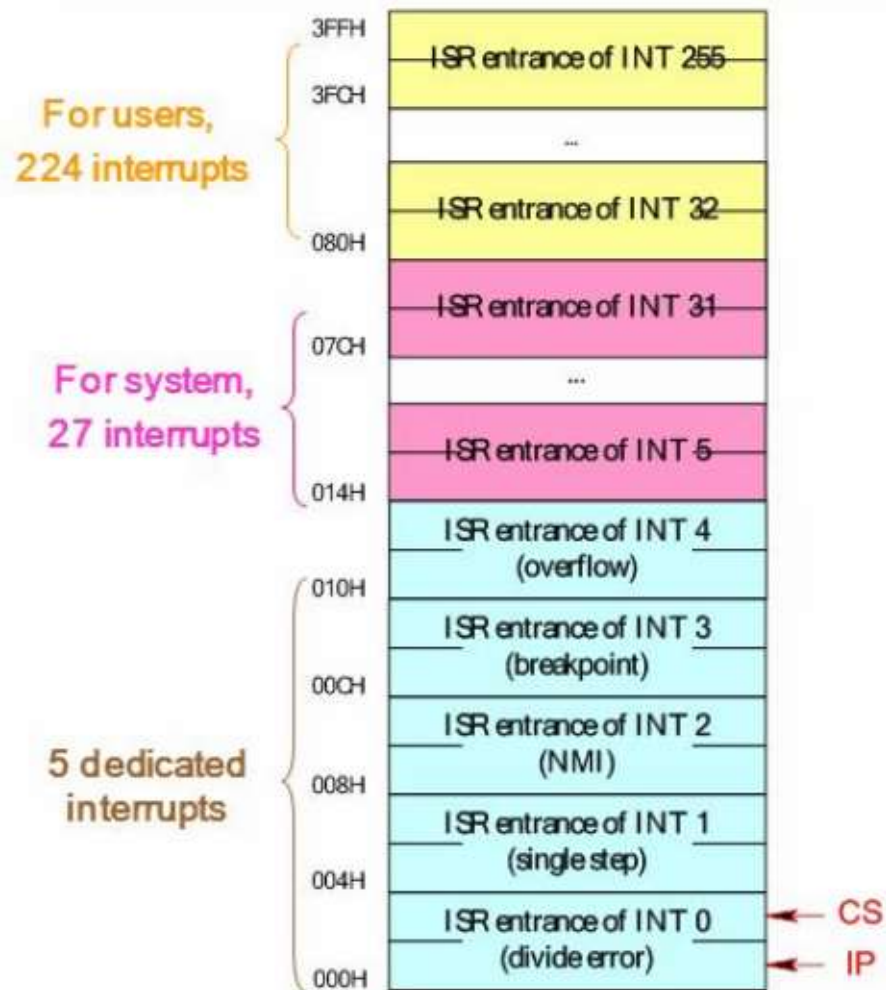 3FFH
ISR entrance of INT 255
3FCH
For users,
224 interrupts
...
ISR entrance of INT 32
080H
ISR entrance of INT 31
07CH
For system,
27 interrupts
...
ISR entrance of INT 5
014H
ISR entrance of INT 4
(overflow)
010H
ISR entrance of INT 3
(breakpoint)
00CH
5 dedicated
interrupts
ISR entrance of INT 2
(NMI)
008H
ISR entrance of INT 1
(single step)
004H
CS
ISR entrance of INT 0
(divide error)
IP
000H